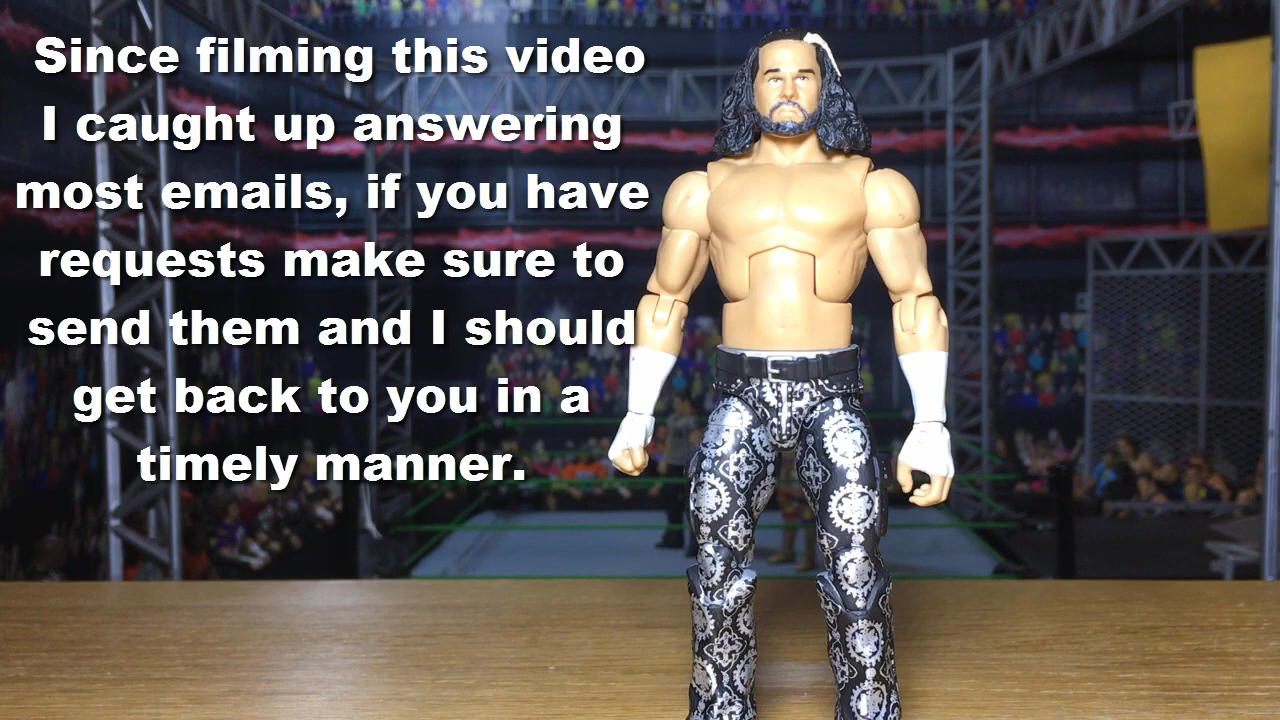 Since filming this video
I caught up answering
most emails, if you have
requests make sure to
send them and I should
get back to you in a
timely manner.